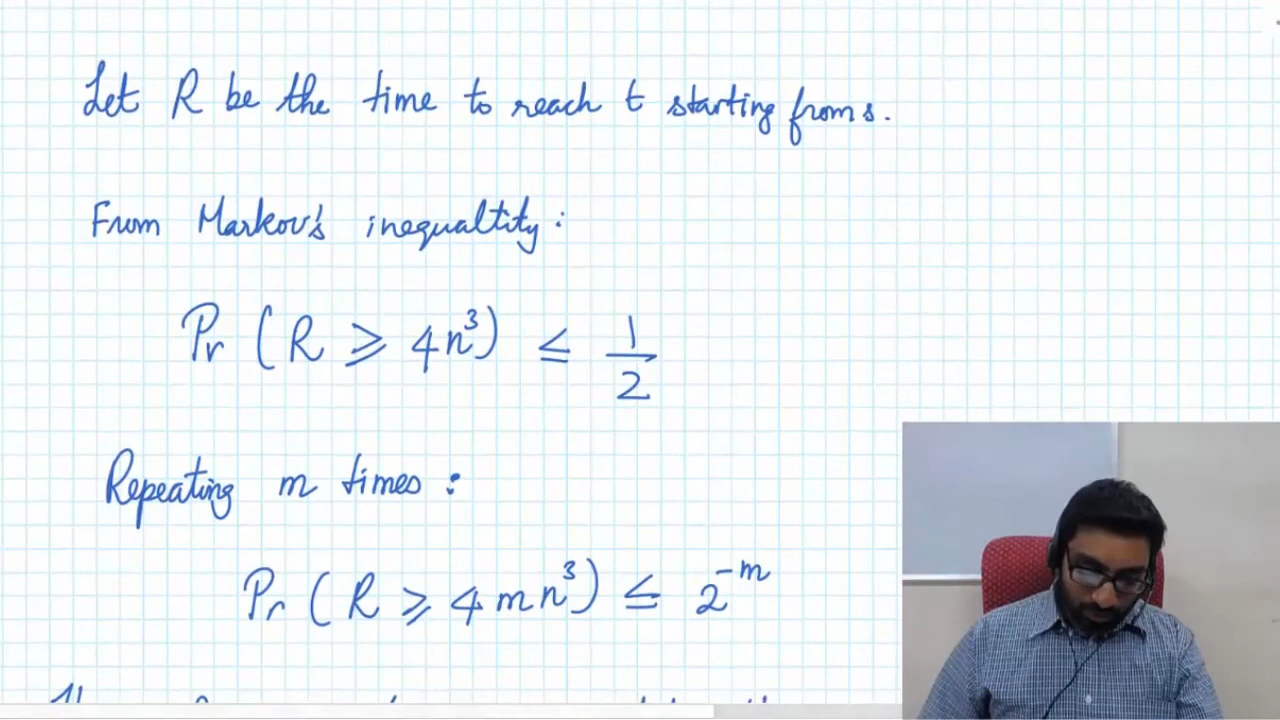 Let R be the time to reach t starting from s.
From Markov's inequaltity :
Pr ( R ⩾ 4n³ ) ≤ 1/2
Repeating m times :
Pr ( R ⩾ 4mn³ ) ≤ 2⁻ᵐ